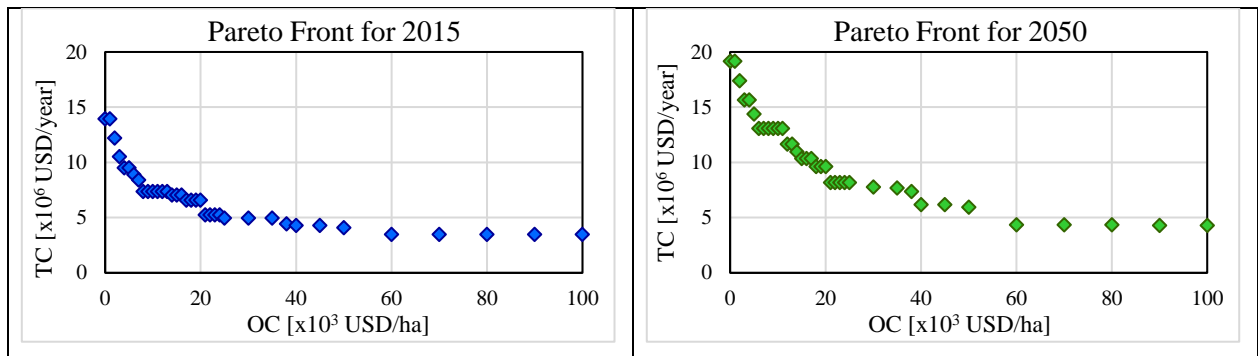 Pareto Front for 2015
20
15
10
5
0
TC [x10⁶ USD/year]
0 20 40 60 80 100
OC [x10³ USD/ha]
Pareto Front for 2050
20
15
10
5
0
TC [x10⁶ USD/year]
0 20 40 60 80 100
OC [x10³ USD/ha]